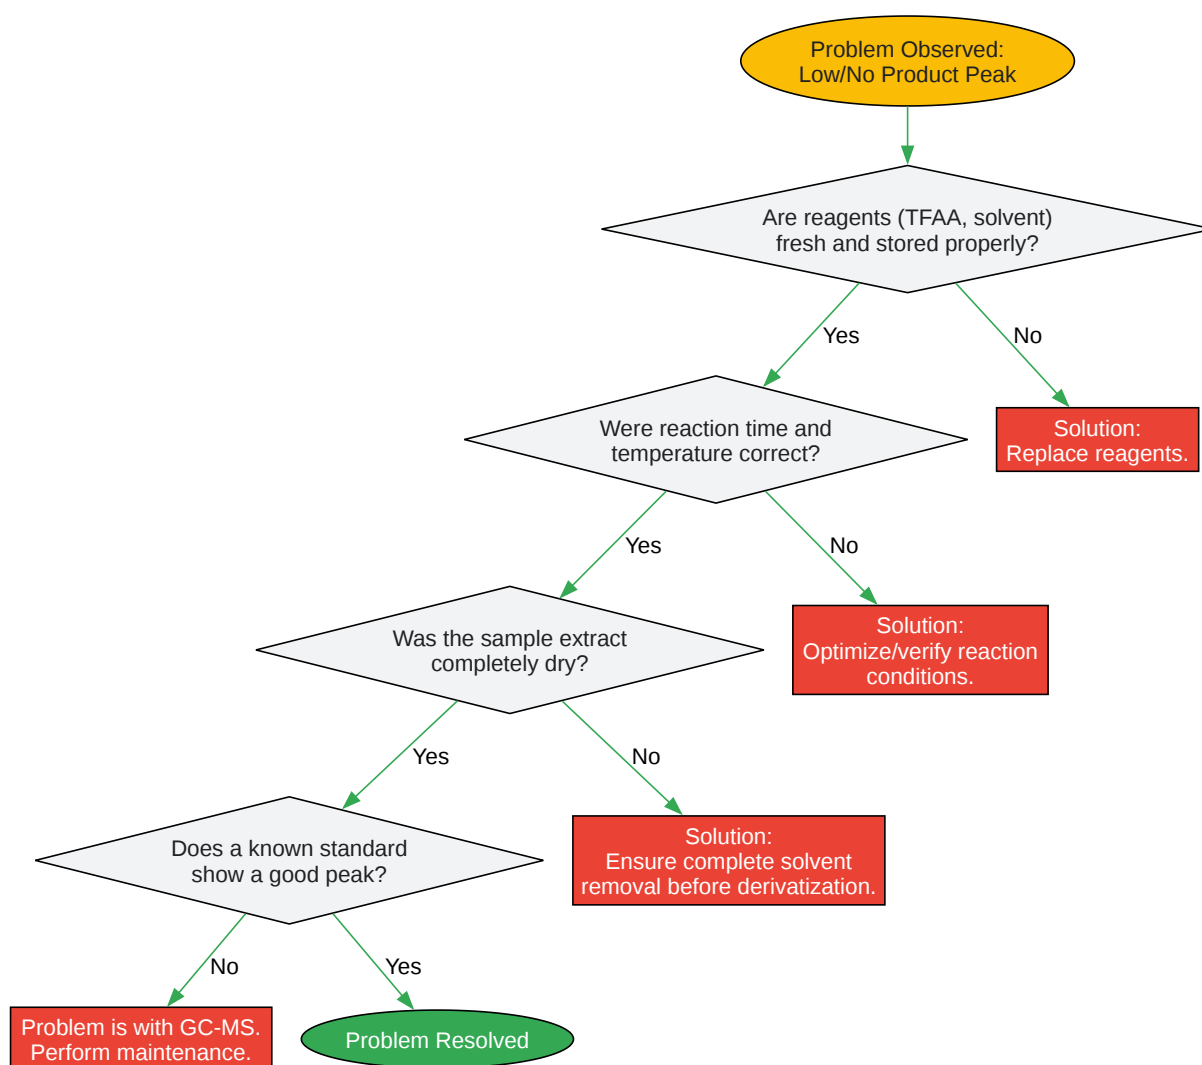 Problem Observed:
Low/No Product Peak
Are reagents (TFAA, solvent)
fresh and stored properly?
Yes
No
Were reaction time and
temperature correct?
Solution:
Replace reagents.
Yes
No
Was the sample extract
completely dry?
Solution:
Optimize/verify reaction
conditions.
Yes
No
Does a known standard
show a good peak?
Solution:
Ensure complete solvent
removal before derivatization.
No
Yes
Problem is with GC-MS.
Perform maintenance.
Problem Resolved